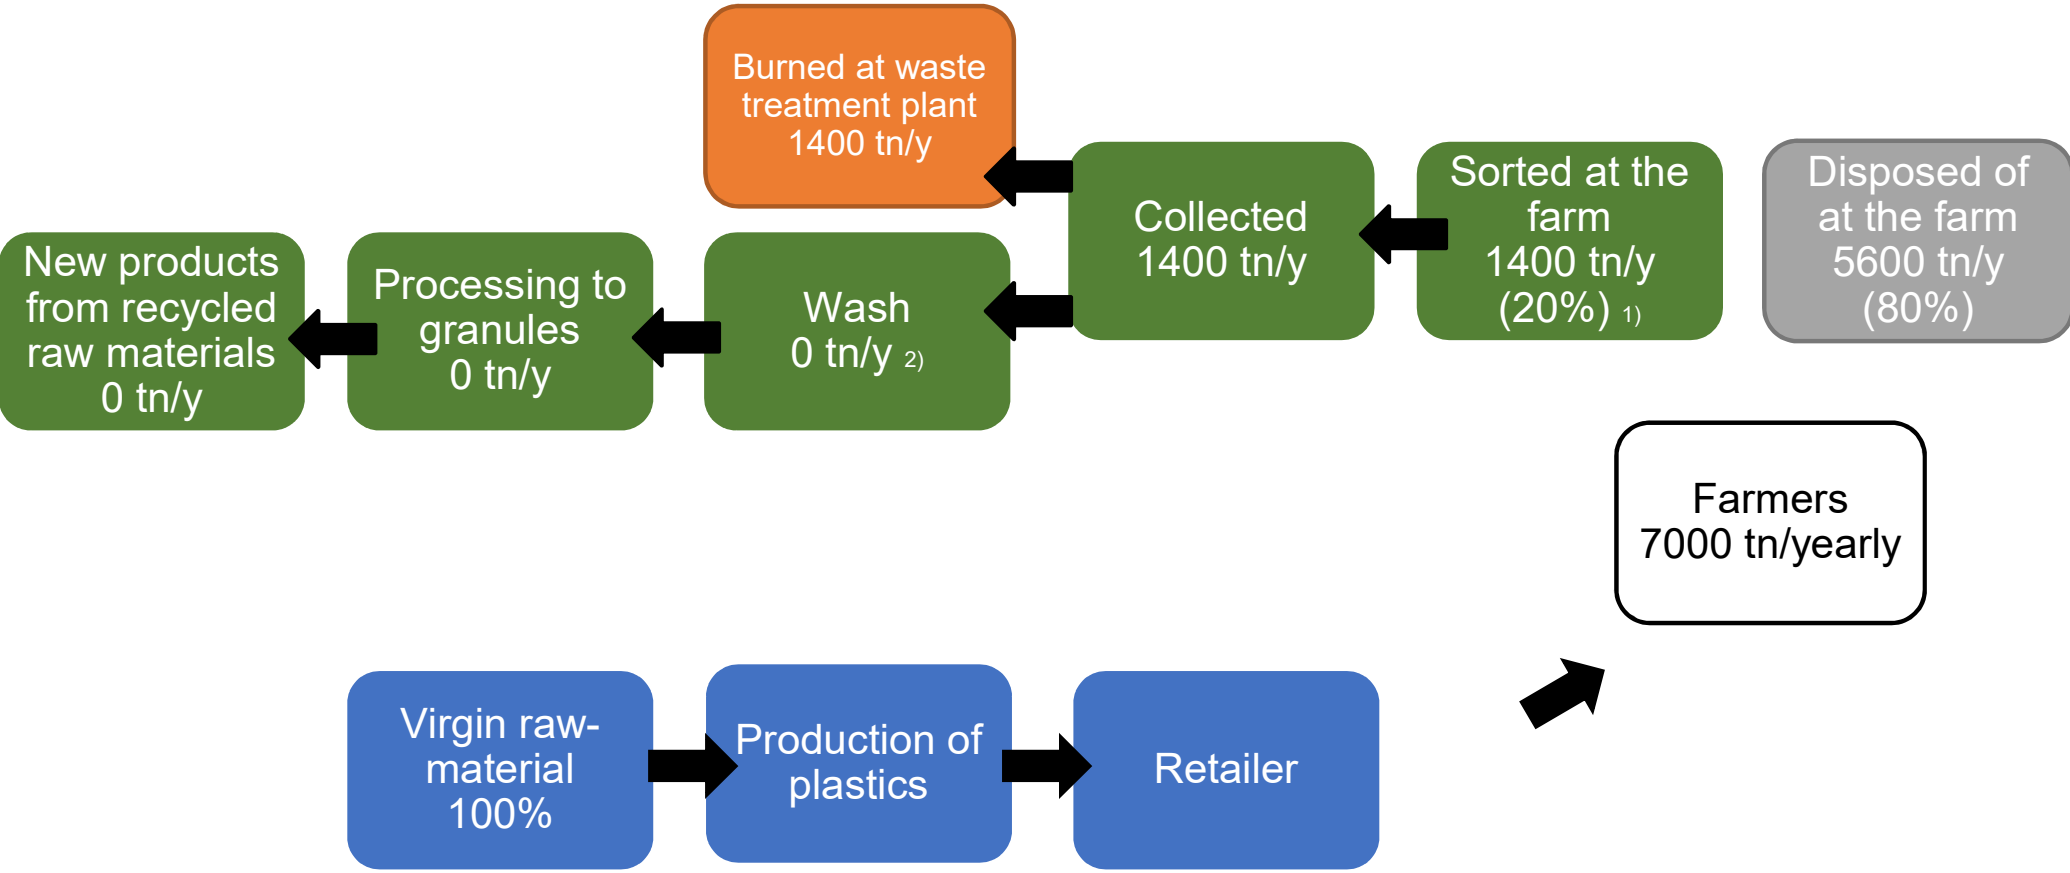 Burned at waste
treatment plant
1400 tn/y
New products
from recycled
raw materials
0 tn/y
Processing to
granules
0 tn/y
Wash
0 tn/y 2)
Collected
1400 tn/y
Sorted at the
farm
1400 tn/y
(20%) 1)
Disposed of
at the farm
5600 tn/y
(80%)
Farmers
7000 tn/yearly
Virgin raw-
material
100%
Production of
plastics
Retailer